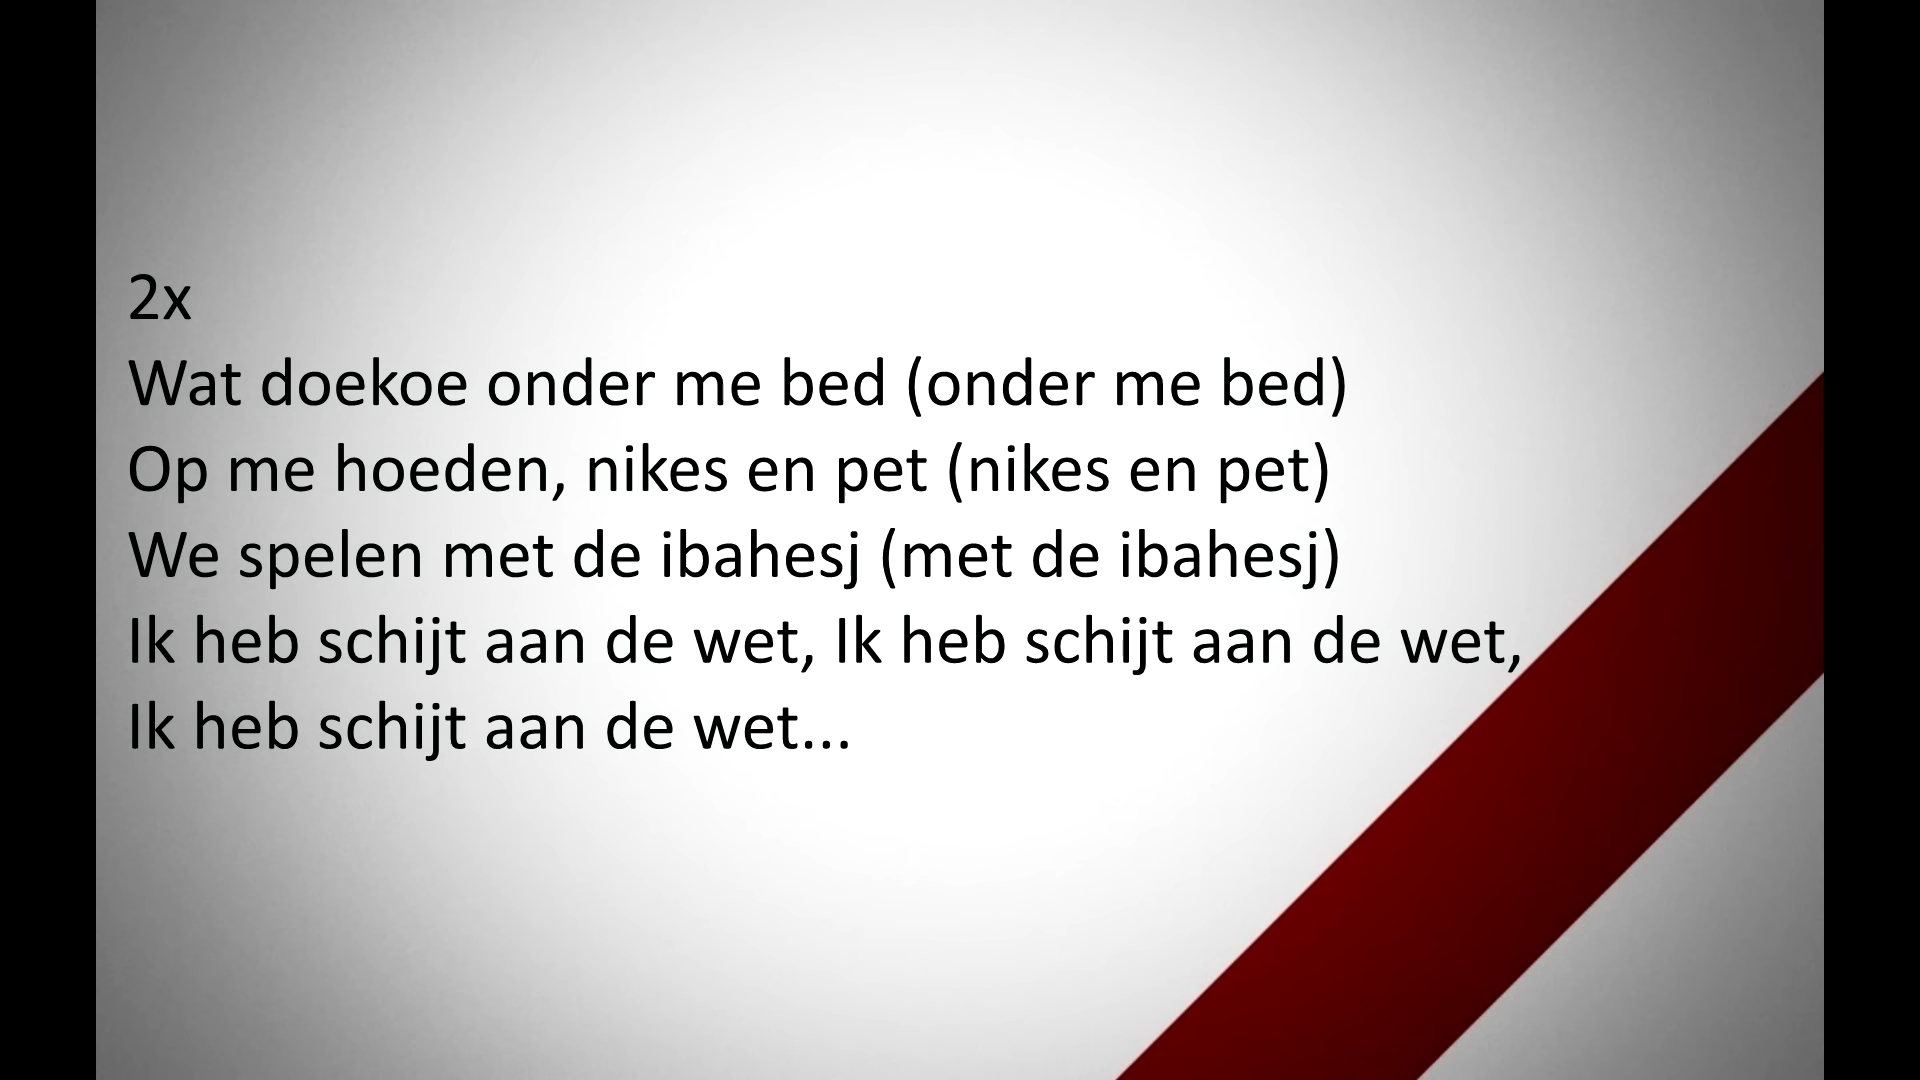 2x
Wat doekoe onder me bed (onder me bed)
Op me hoeden, nikes en pet (nikes en pet)
We spelen met de ibahesj (met de ibahesj)
Ik heb schijt aan de wet, Ik heb schijt aan de wet,
Ik heb schijt aan de wet...